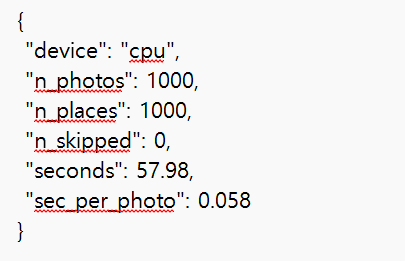 {
"device": "cpu",
"n_photos": 1000,
"n_places": 1000,
"n_skipped": 0,
"seconds": 57.98,
"sec_per_photo": 0.058
}